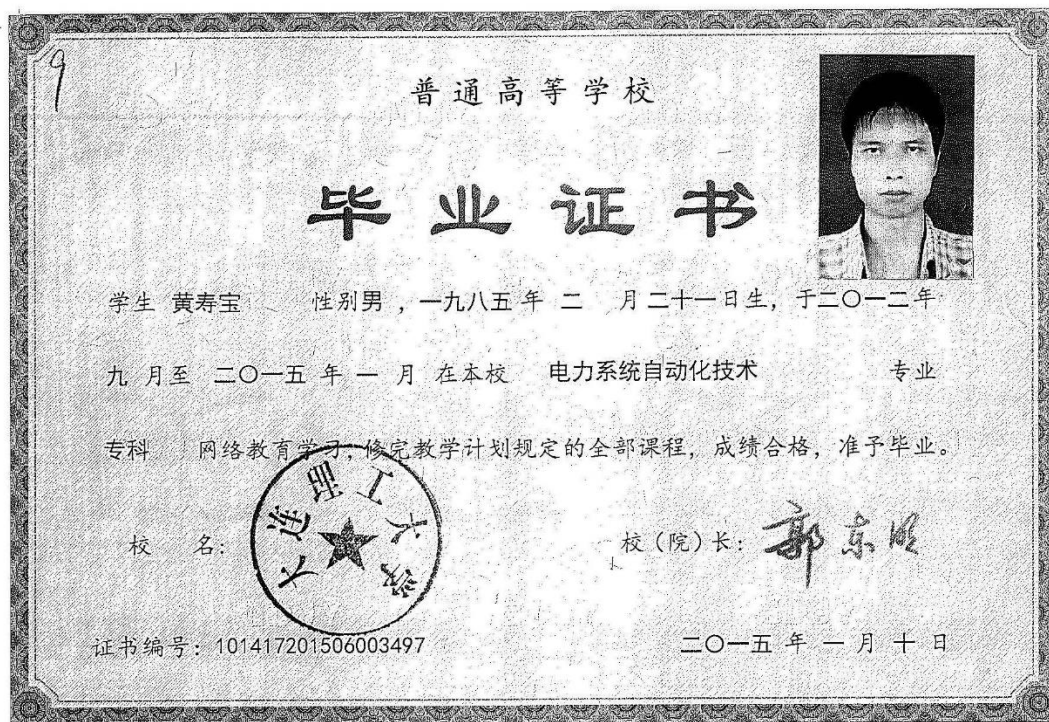 9
普通高等学校
毕业证书
学生 黄寿宝 性别男 ，一九八五 年 二 月 二十一日生，于二〇一二年
九 月至 二〇一五 年 一 月 在本校 电力系统自动化技术 专业
专科 网络教育学习，修完教学计划规定的全部课程，成绩合格，准予毕业。
大连理工大学
校 名： 校（院）长：郭东明
证书编号：101417201506003497 二〇一五 年 一 月 十 日